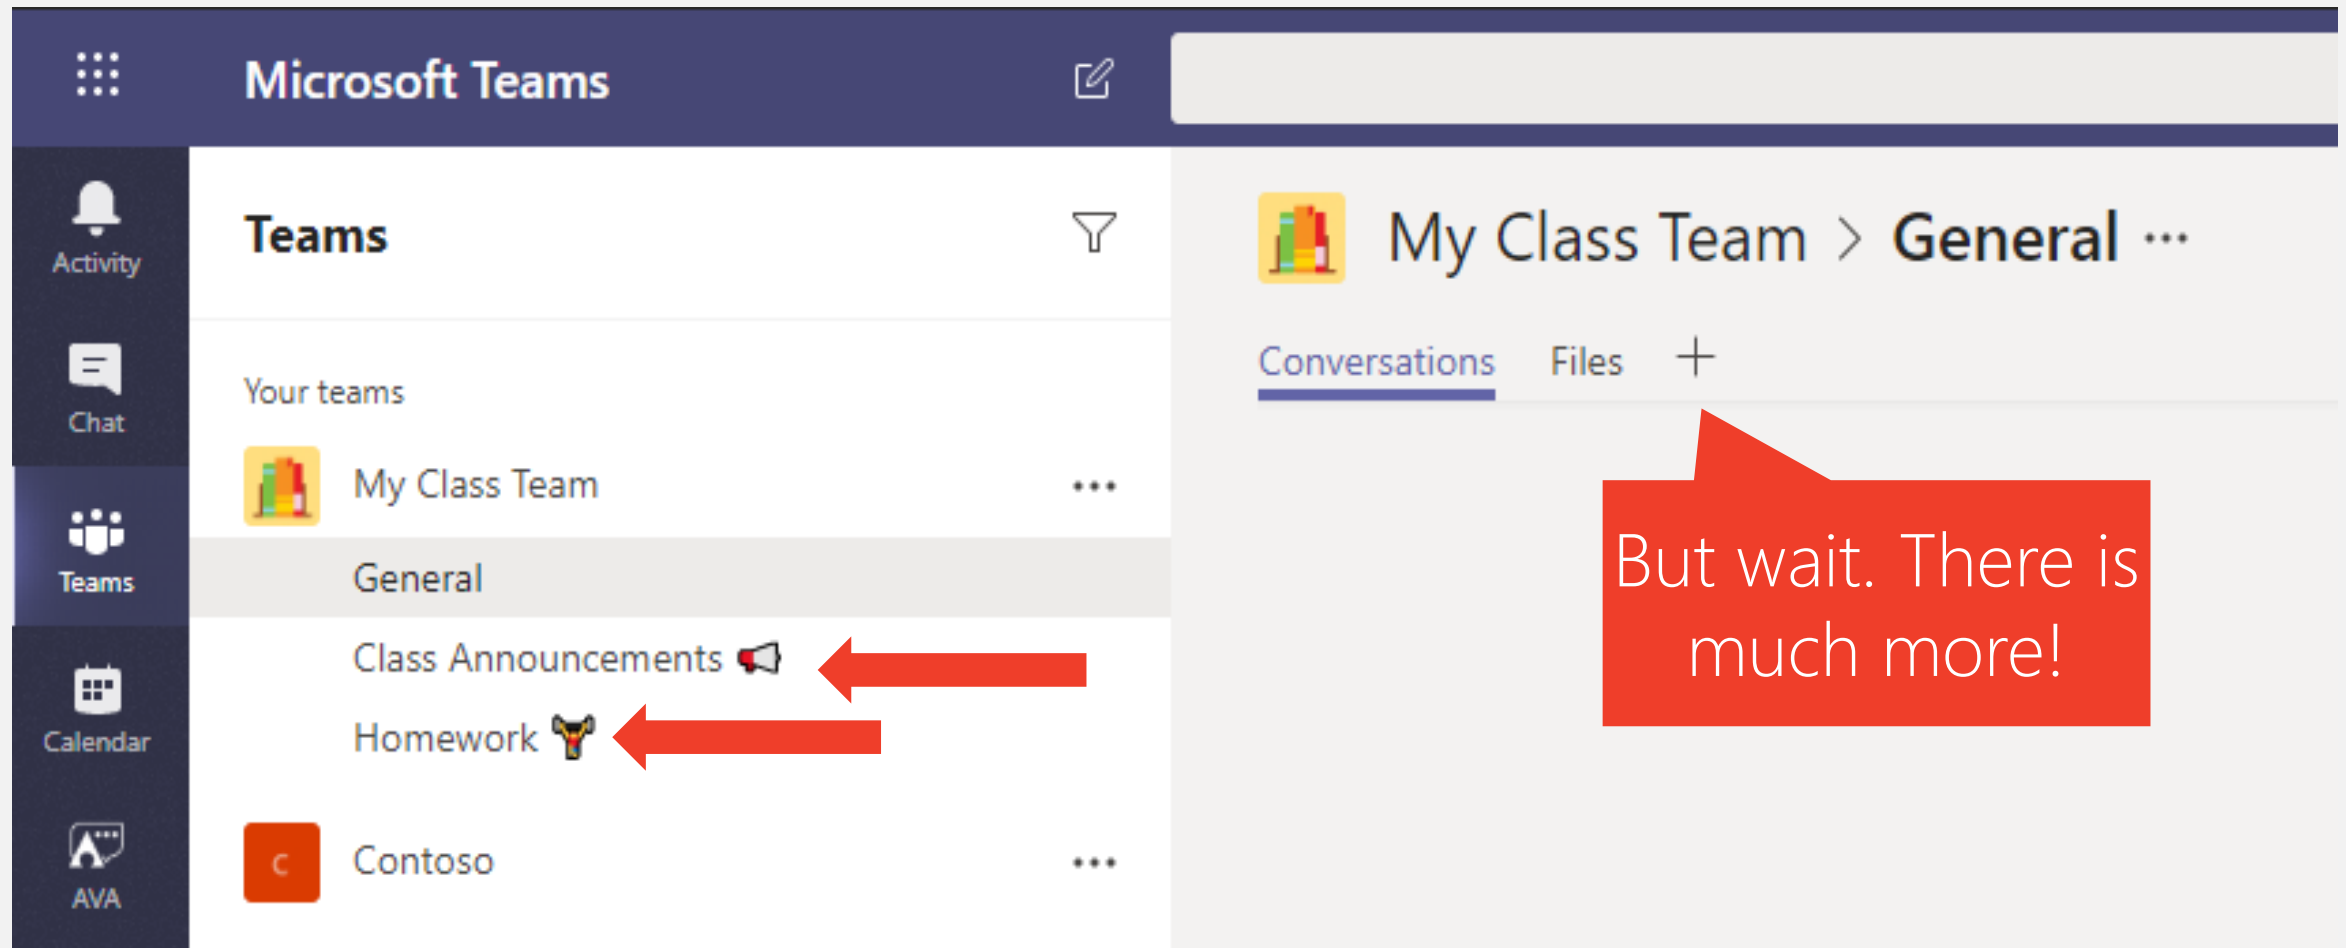 Microsoft Teams
Activity
Chat
Teams
Calendar
AVA
Teams
Your teams
My Class Team
General
Class Announcements
Homework
C
Contoso
My Class Team > General
Conversations Files
But wait. There is
much more!